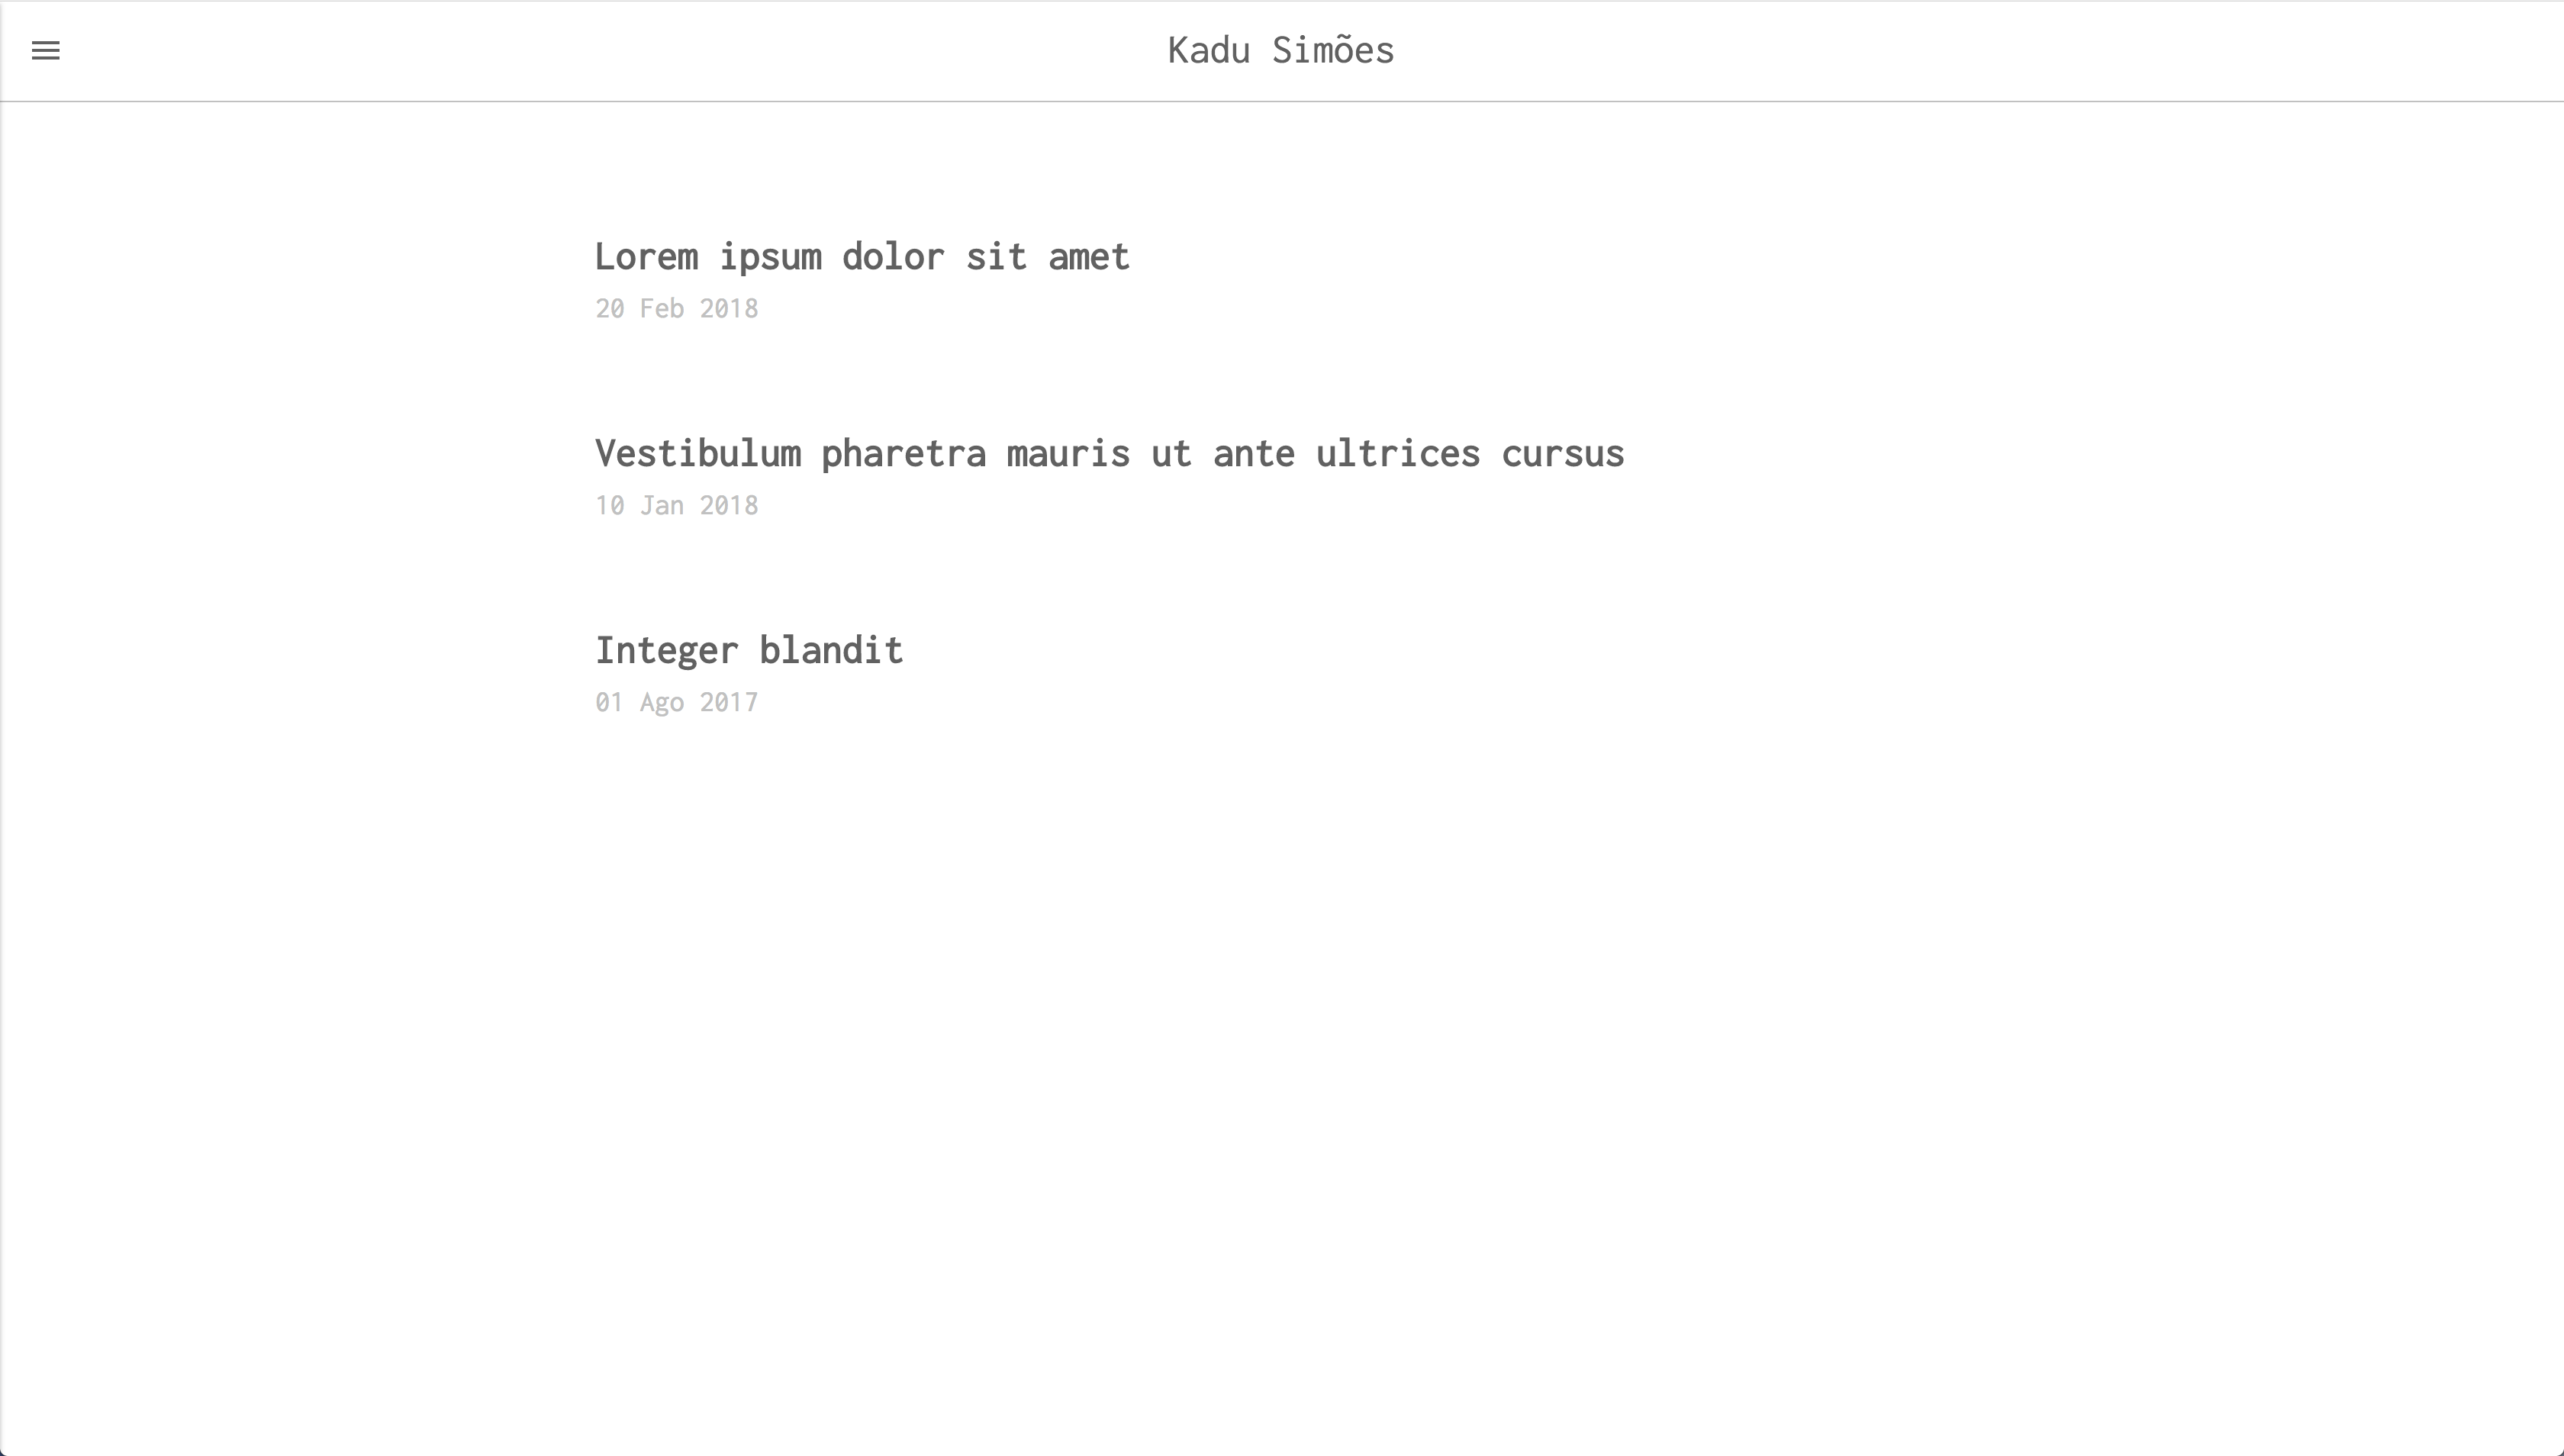 Kadu Simões
Lorem ipsum dolor sit amet
20 Feb 2018
Vestibulum pharetra mauris ut ante ultrices cursus
10 Jan 2018
Integer blandit
01 Ago 2017